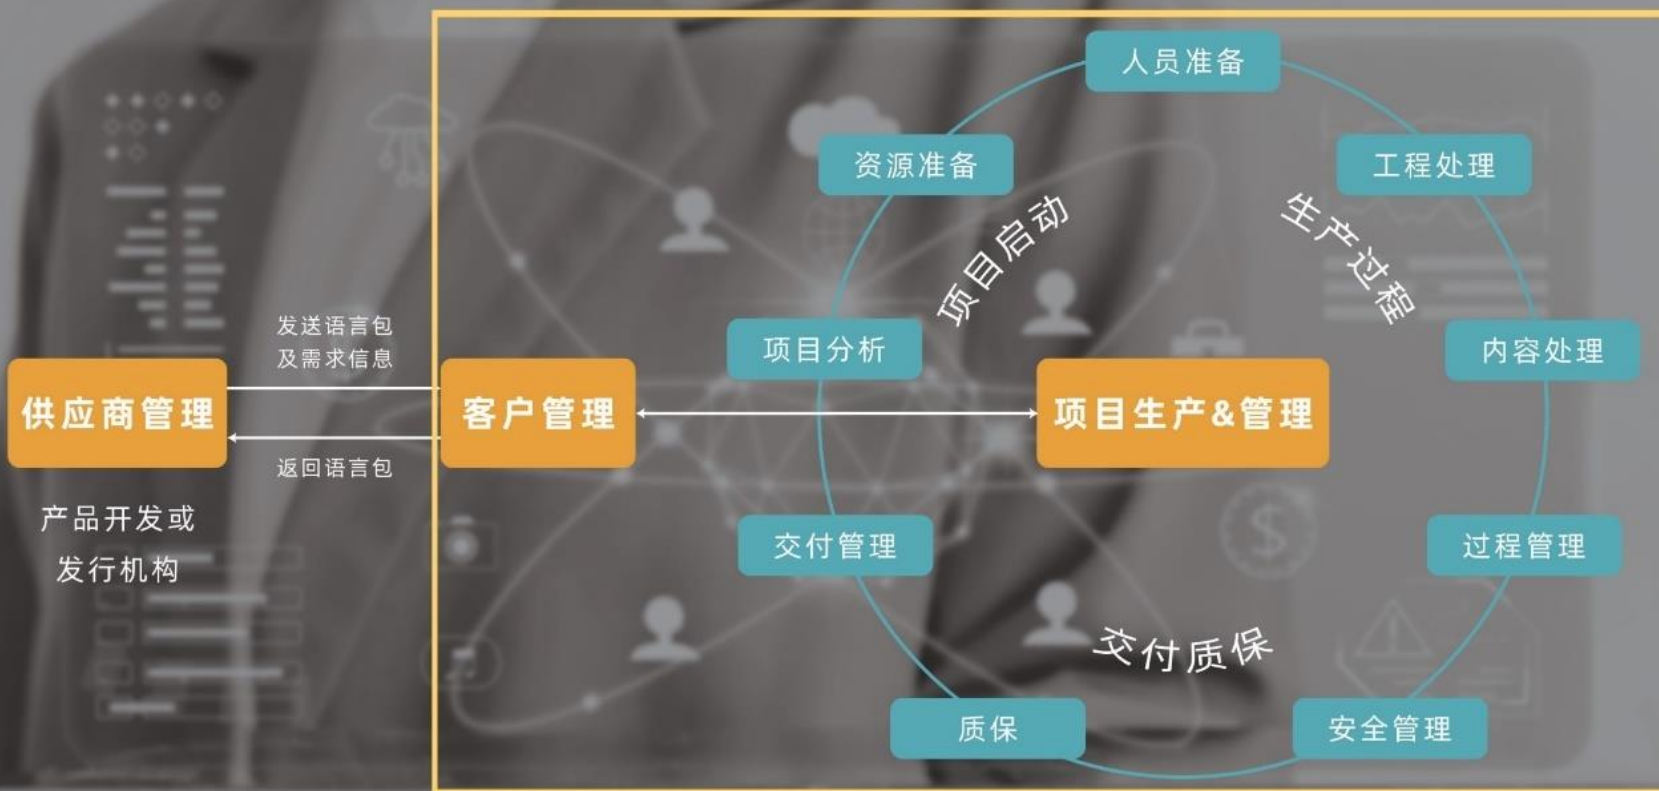 人员准备
资源准备
工程处理
项目启动
生产过程
发送语言包
及需求信息
项目分析
内容处理
供应商管理
客户管理
项目生产&管理
返回语言包
产品开发或
发行机构
交付管理
过程管理
交付质保
质保
安全管理